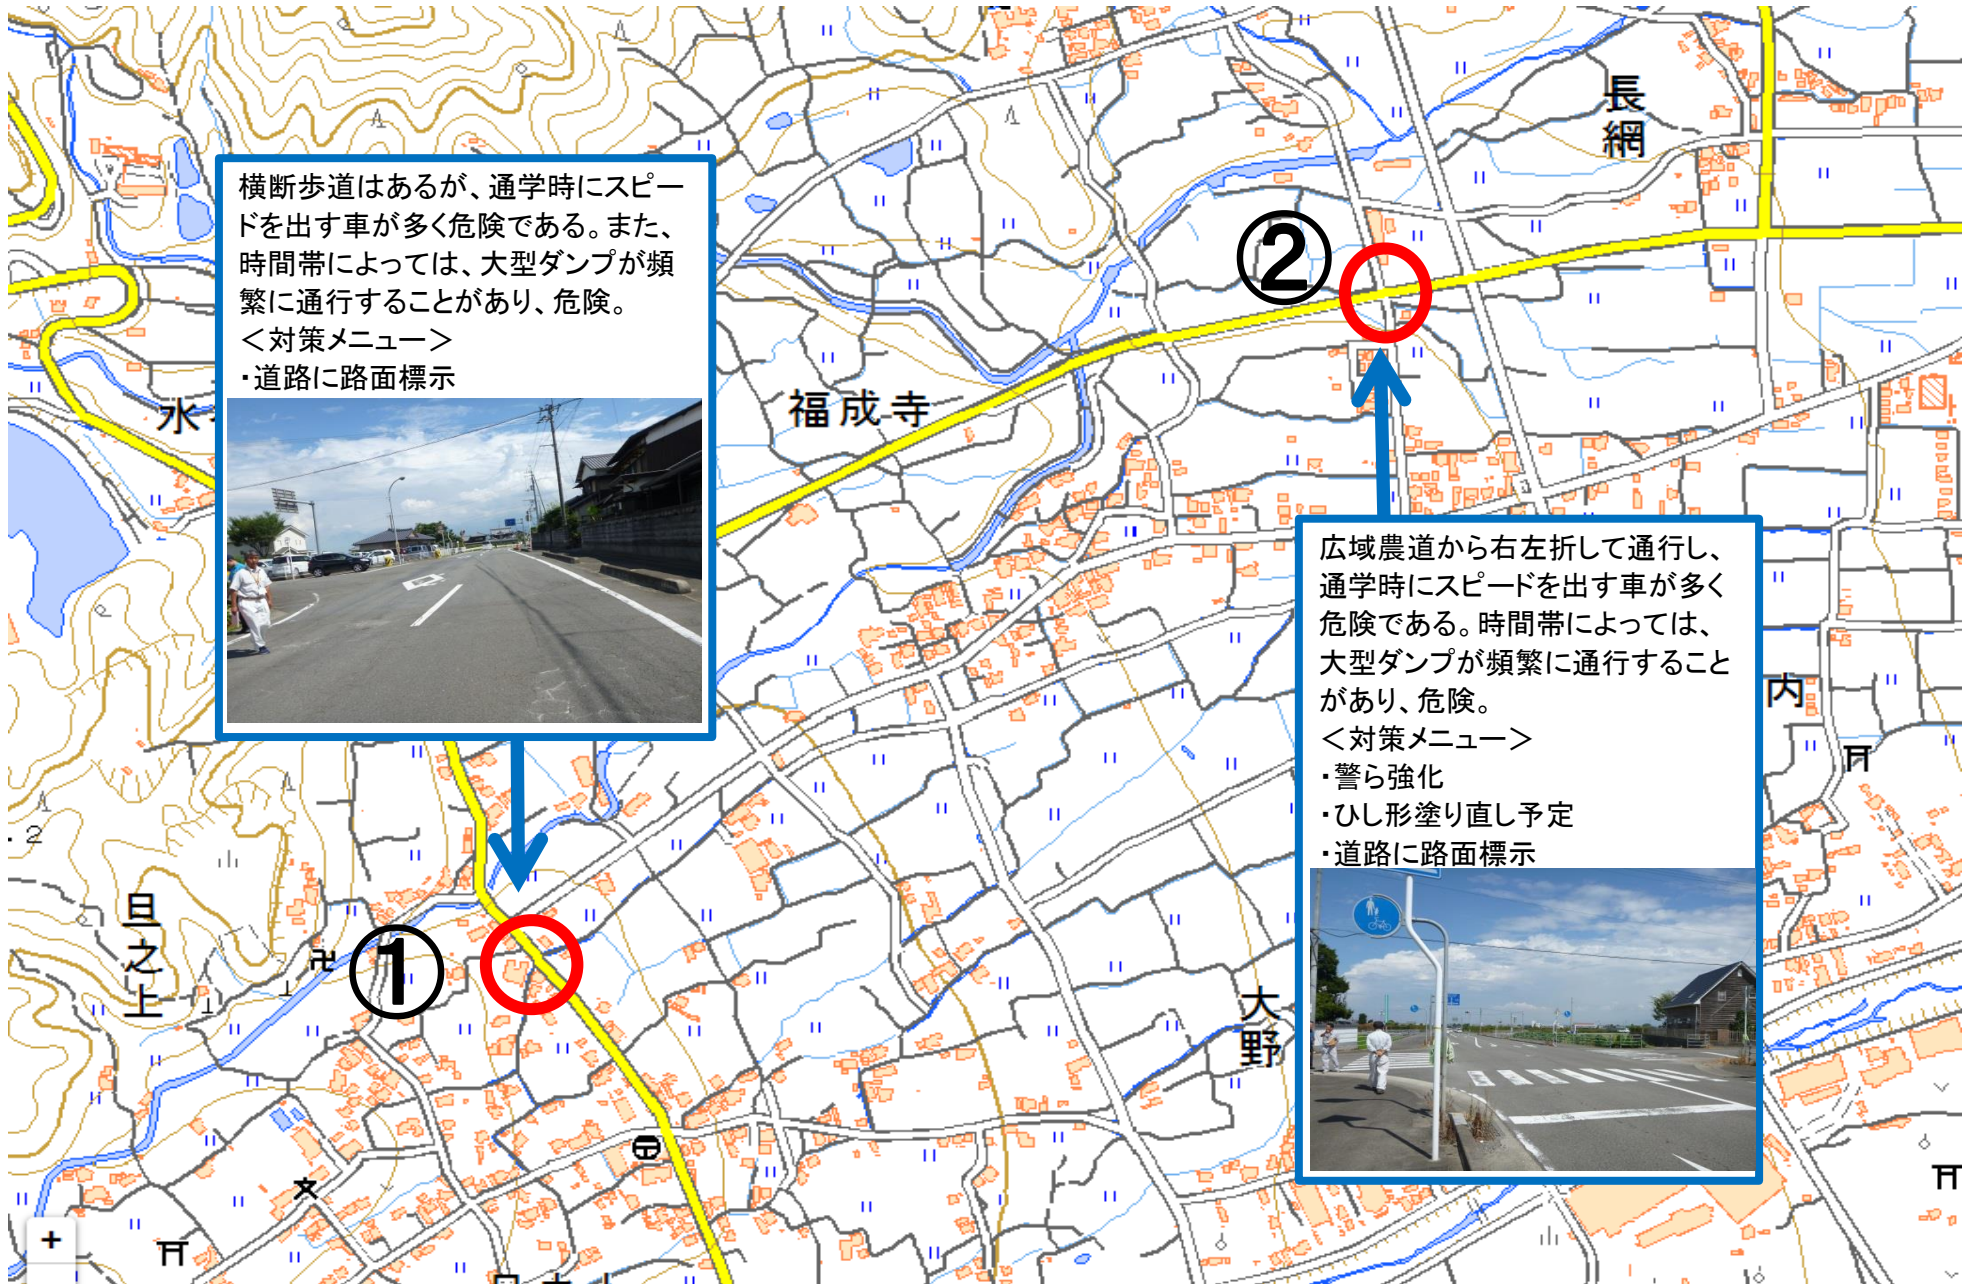 長網
横断歩道はあるが、通学時にスピー
ドを出す車が多く危険である。また、
時間帯によっては、大型ダンプが頻
繁に通行することがあり、危険。
＜対策メニュー＞
・道路に路面標示
②
水
福成寺
広域農道から右左折して通行し、
通学時にスピードを出す車が多く
危険である。時間帯によっては、
大型ダンプが頻繁に通行すること
があり、危険。
＜対策メニュー＞
・警ら強化
・ひし形塗り直し予定
・道路に路面標示
内
. 2
旦之上
①
大野
+